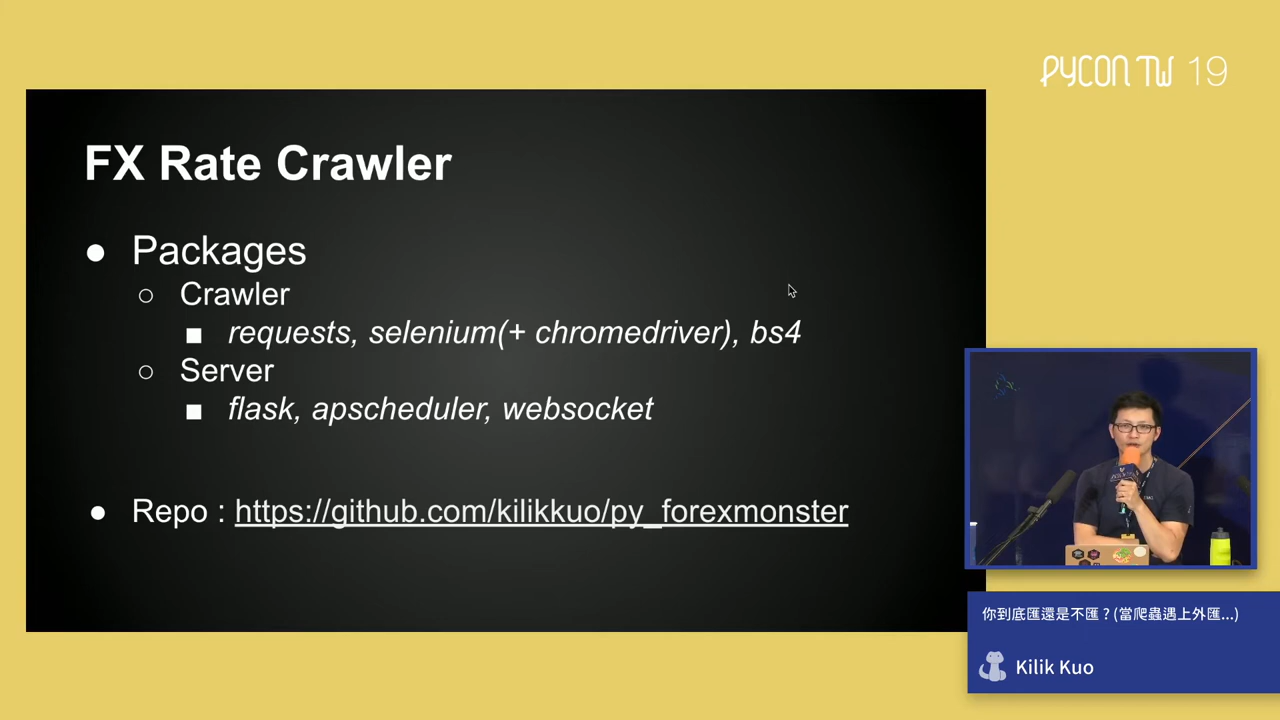 PYCON TW 19
FX Rate Crawler
● Packages
○ Crawler
■ requests, selenium(+ chromedriver), bs4
○ Server
■ flask, apscheduler, websocket
● Repo : https://github.com/kilikkuo/py_forexmonster
你到底匯還是不匯？(當爬蟲遇上外匯...)
Kilik Kuo